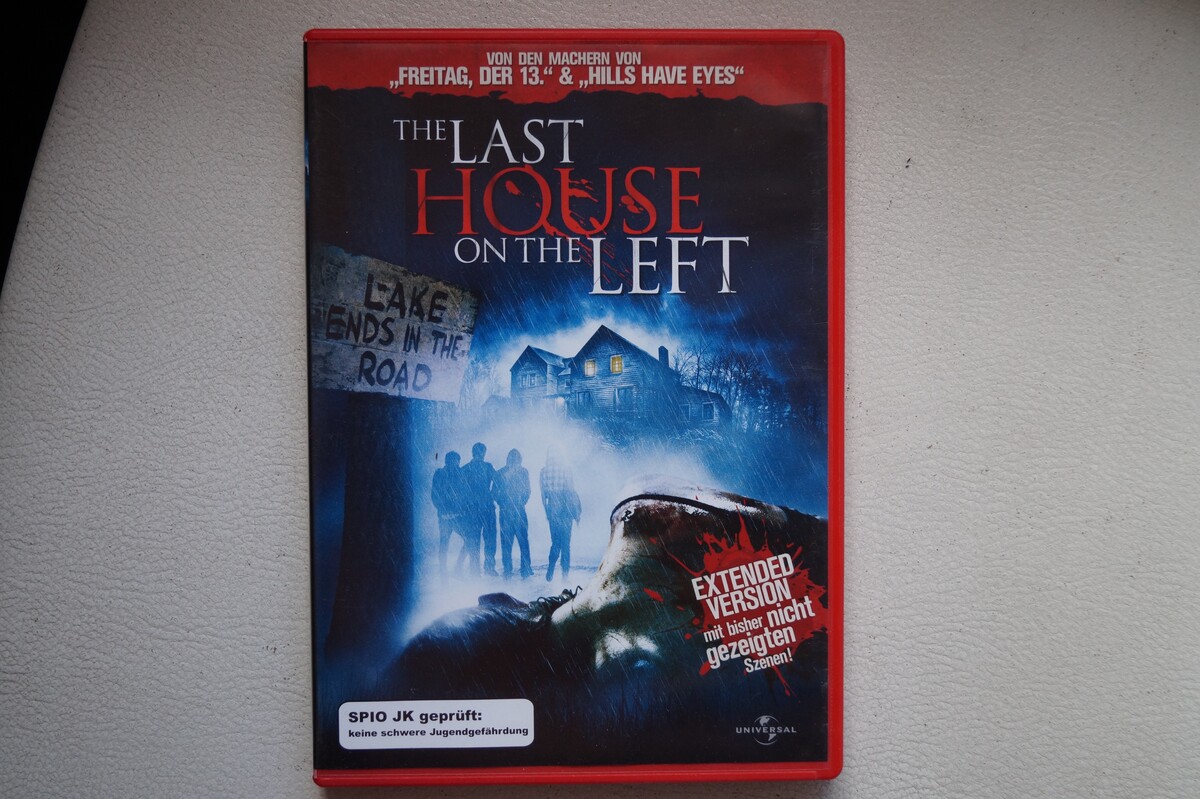 VON DEN MACHERN VON
„FREITAG, DER 13.“ & „HILLS HAVE EYES“
THE LAST
HOUSE
ON THE LEFT
LAKE
ENDS IN THE
ROAD
EXTENDED
VERSION
mit bisher nicht
gezeigten
Szenen!
SPIO JK geprüft:
keine schwere Jugendgefährdung
UNIVERSAL